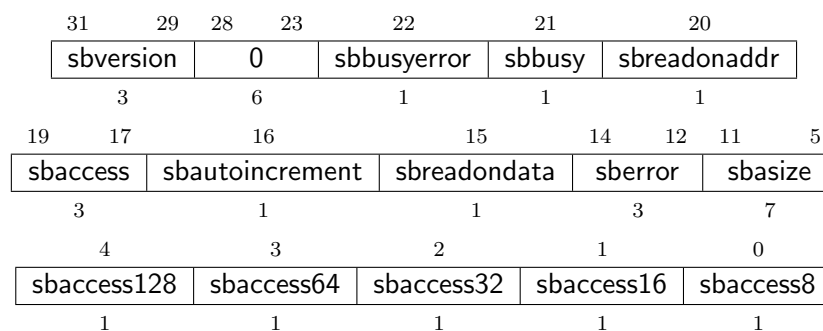 31 29 28 23 22 21 20
sbversion 0 sbbusyerror sbbusy sbreadonaddr
3 6 1 1 1
19 17 16 15 14 12 11 5
sbaccess sbautoincrement sbreadondata sberror sbasize
3 1 1 3 7
4 3 2 1 0
sbaccess128 sbaccess64 sbaccess32 sbaccess16 sbaccess8
1 1 1 1 1